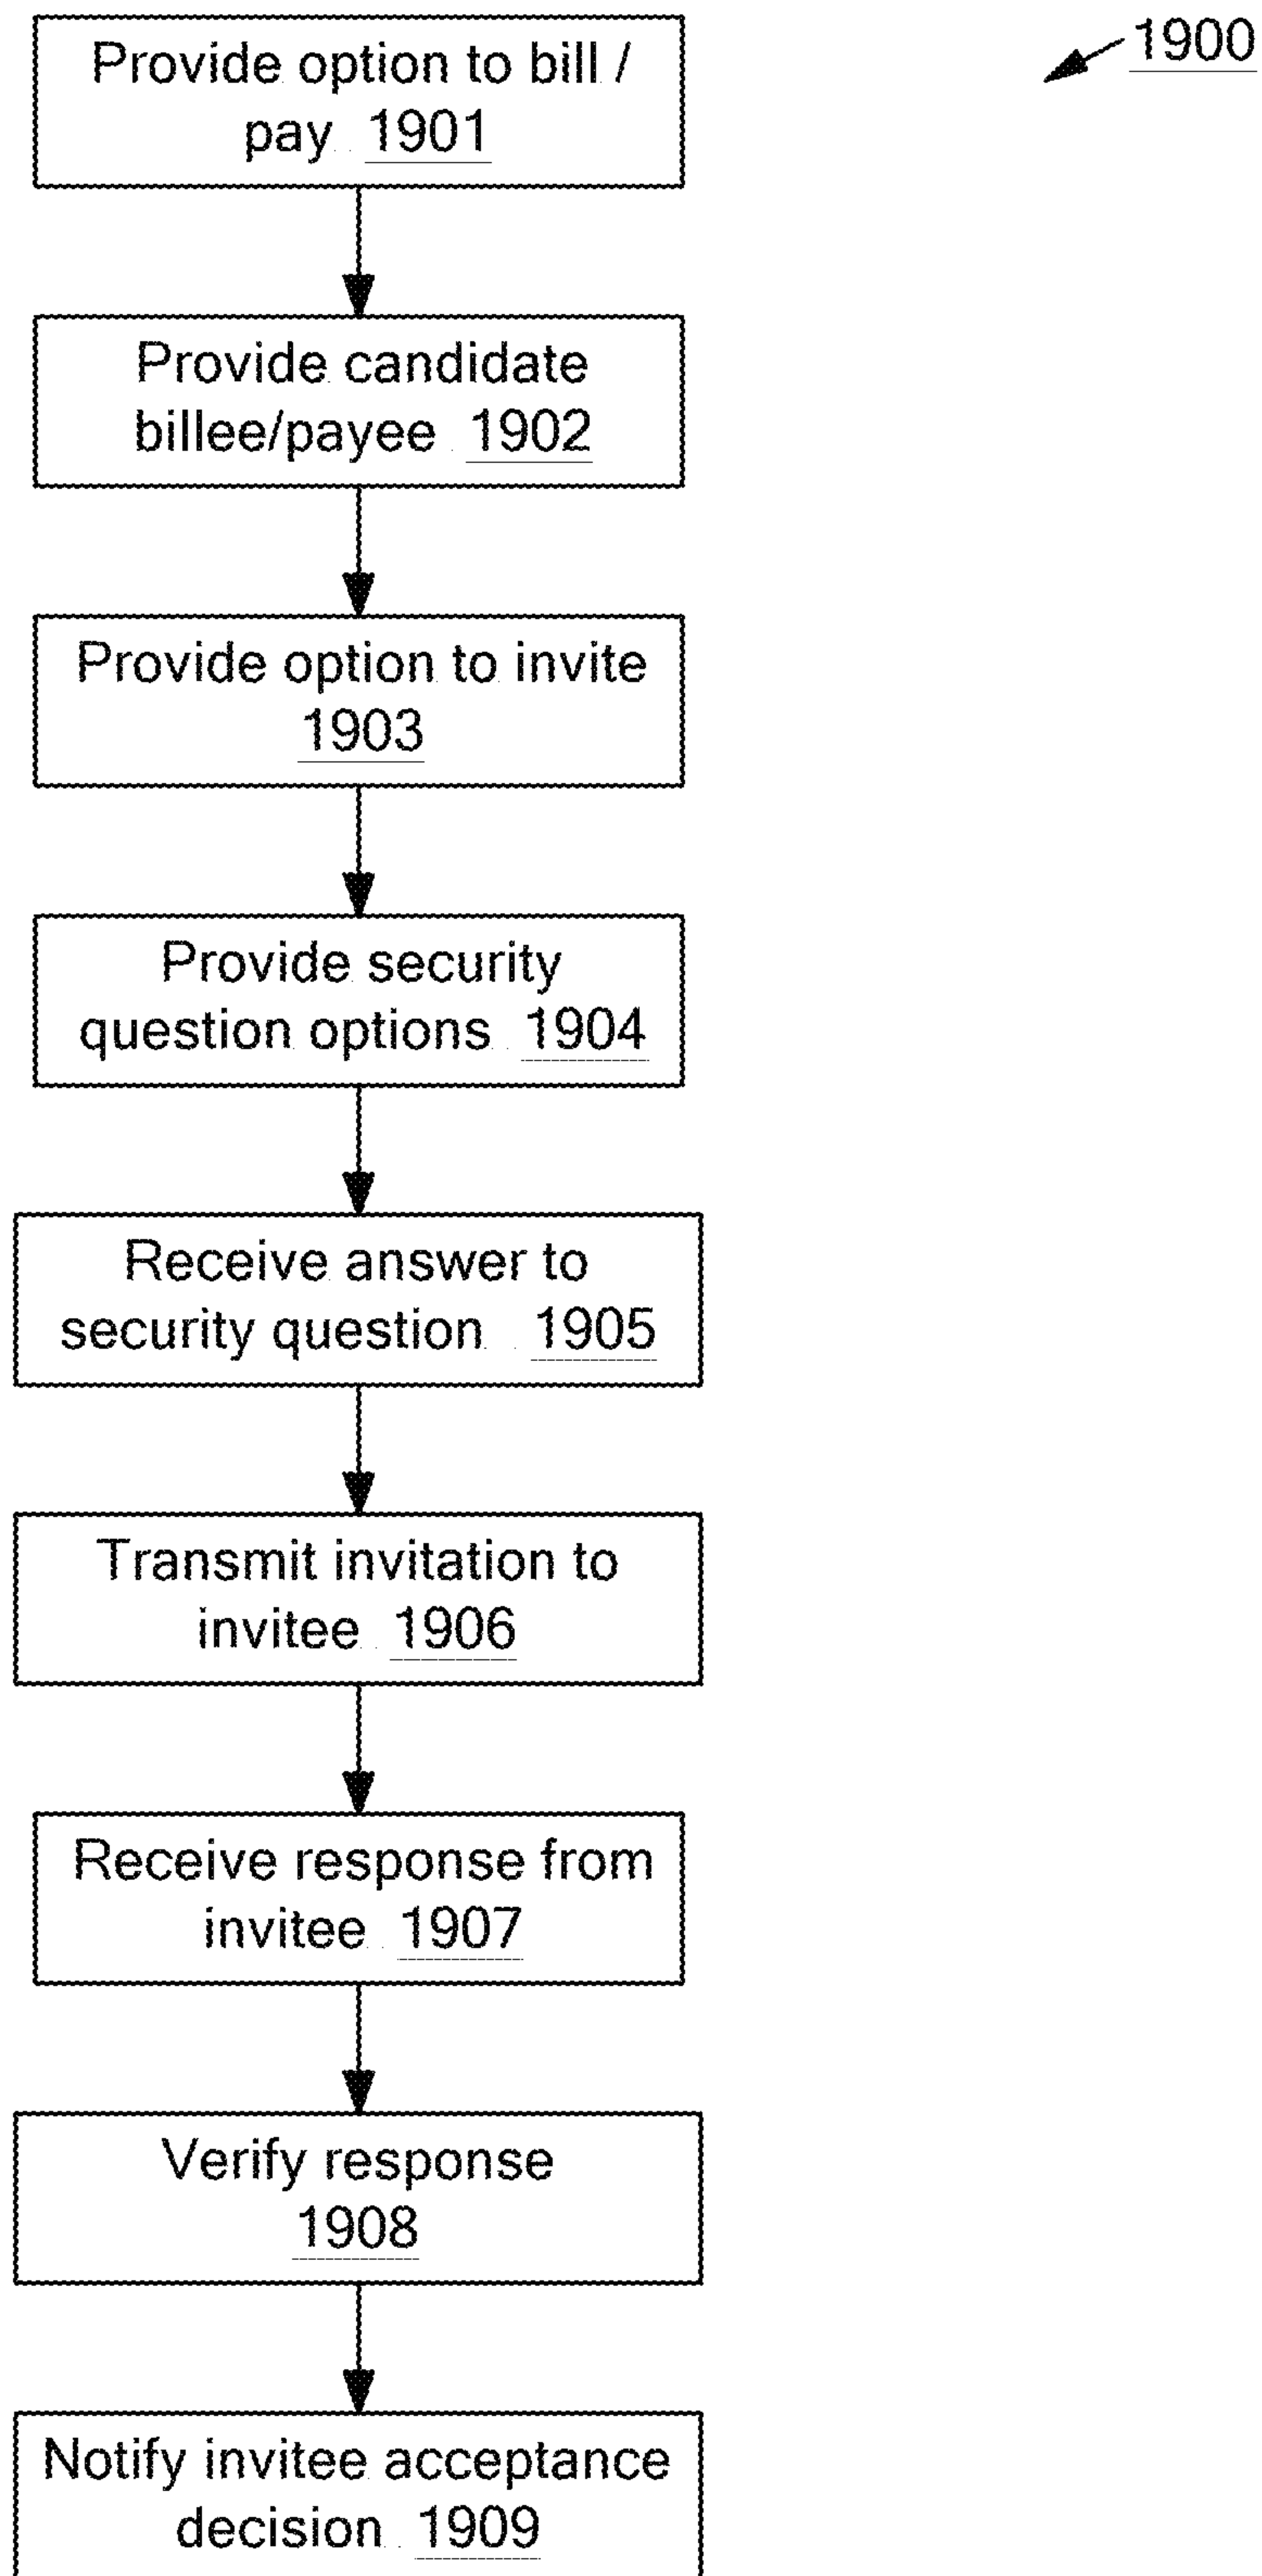 1900
Provide option to bill /
pay 1901
Provide candidate
billee/payee 1902
Provide option to invite
1903
Provide security
question options 1904
Receive answer to
security question 1905
Transmit invitation to
invitee 1906
Receive response from
invitee 1907
Verify response
1908
Notify invitee acceptance
decision 1909